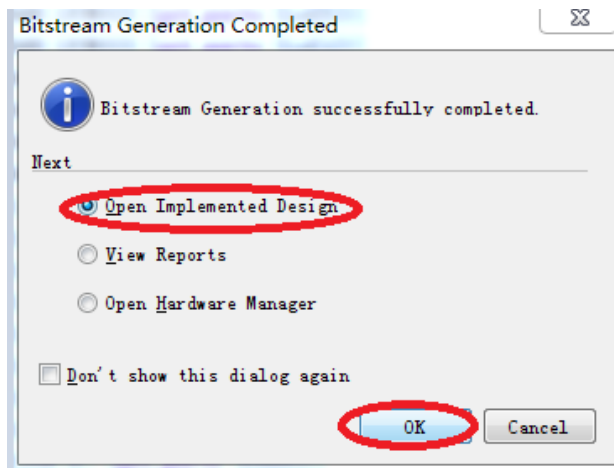 Bitstream Generation Completed
Bitstream Generation successfully completed.
Next
Open Implemented Design
View Reports
Open Hardware Manager
Don't show this dialog again
OK Cancel